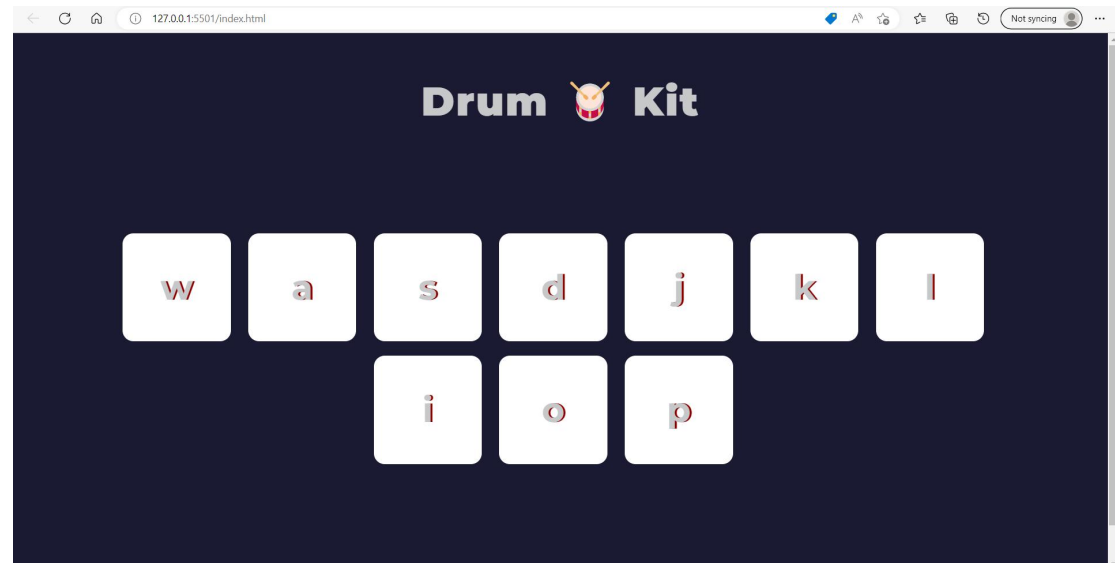 127.0.0.1:5501/index.html
Not syncing
Drum 🥁 Kit
w a s d j k l
i o p